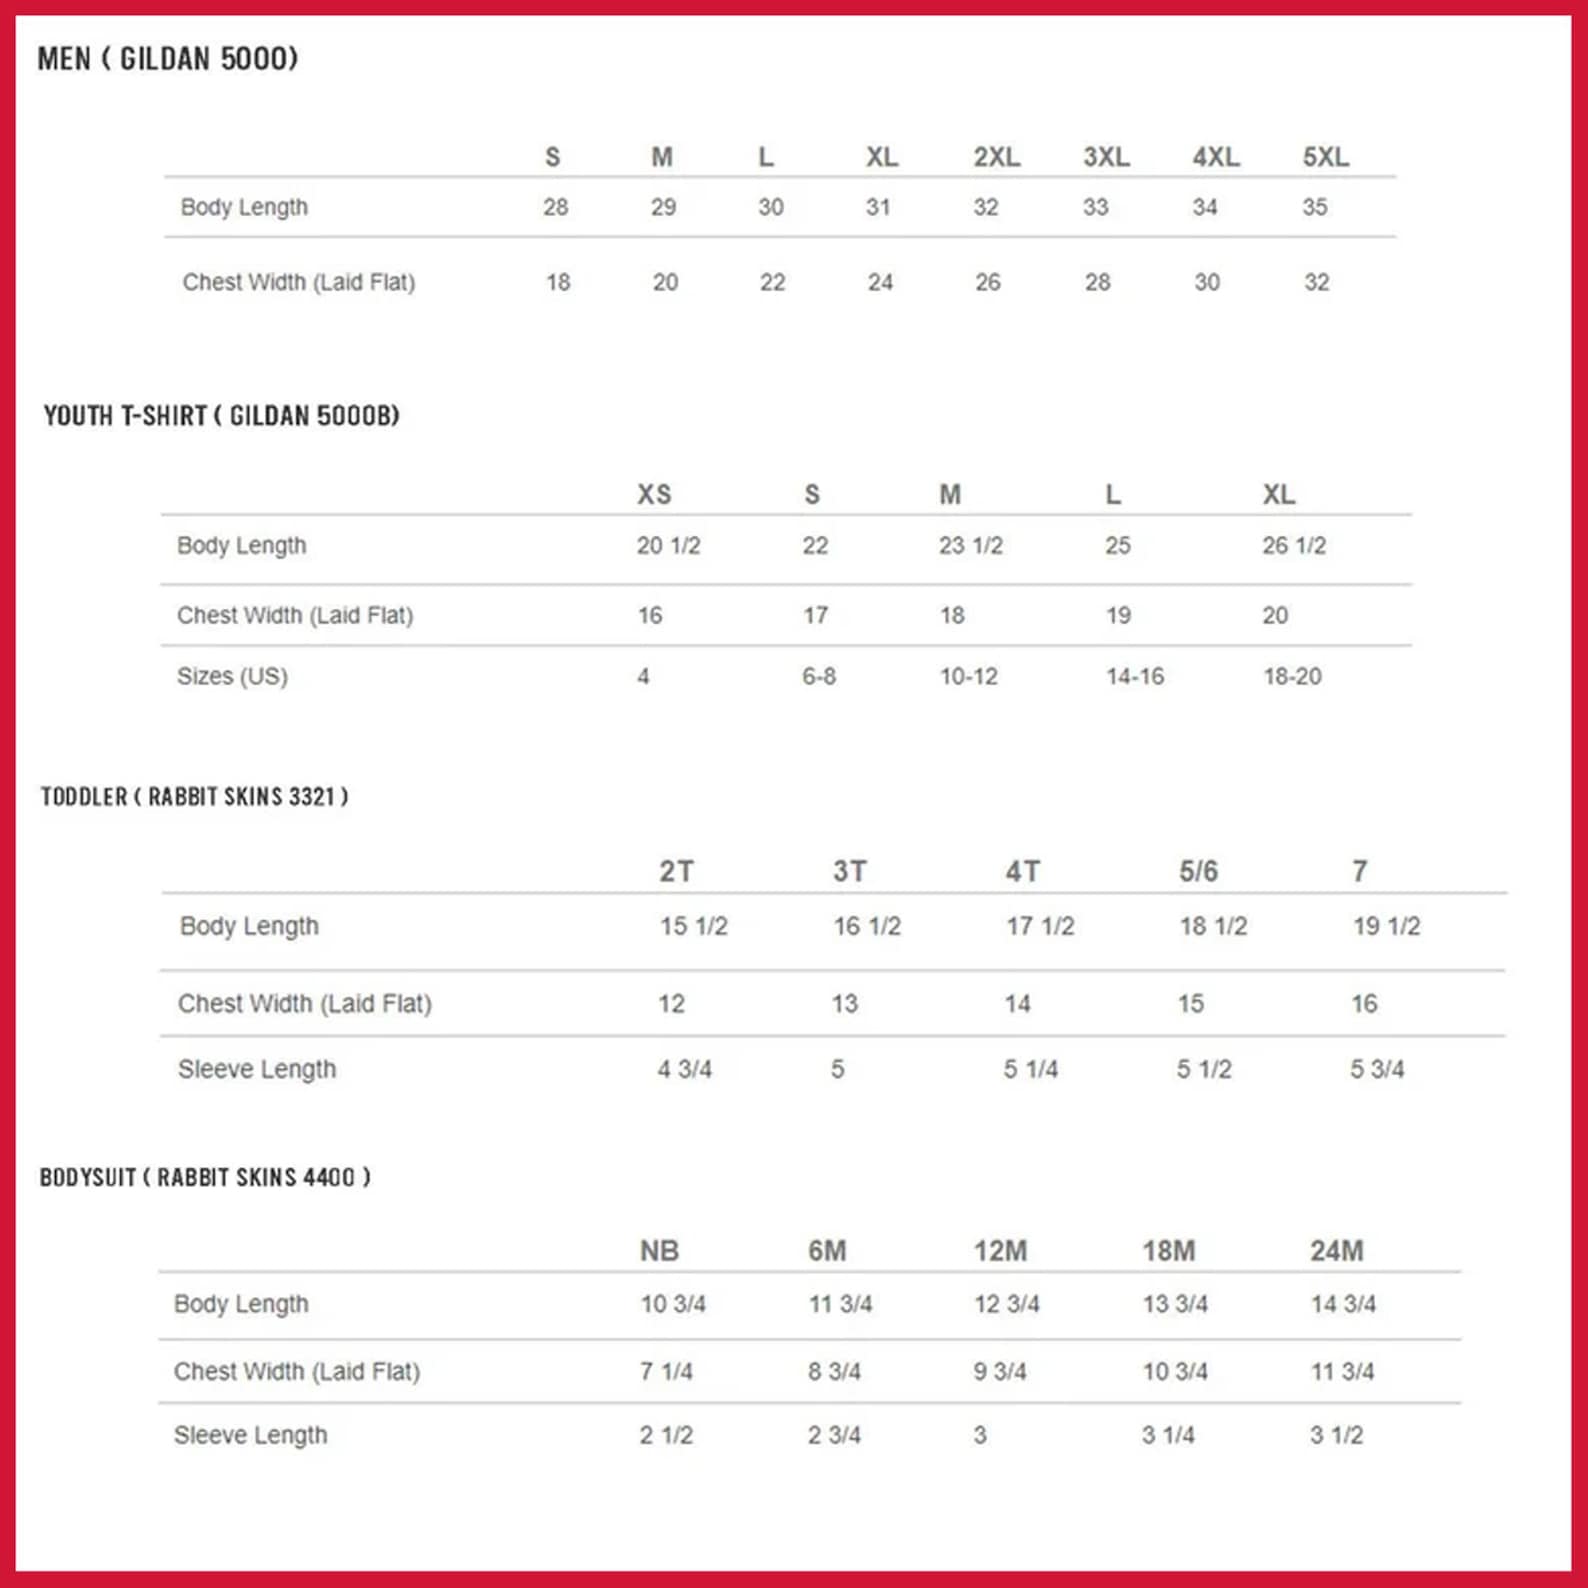 MEN ( GILDAN 5000)
S M L XL 2XL 3XL 4XL 5XL
Body Length 28 29 30 31 32 33 34 35
Chest Width (Laid Flat) 18 20 22 24 26 28 30 32
YOUTH T-SHIRT ( GILDAN 5000B)
XS S M L XL
Body Length 20 1/2 22 23 1/2 25 26 1/2
Chest Width (Laid Flat) 16 17 18 19 20
Sizes (US) 4 6-8 10-12 14-16 18-20
TODDLER ( RABBIT SKINS 3321 )
2T 3T 4T 5/6 7
Body Length 15 1/2 16 1/2 17 1/2 18 1/2 19 1/2
Chest Width (Laid Flat) 12 13 14 15 16
Sleeve Length 4 3/4 5 5 1/4 5 1/2 5 3/4
BODYSUIT ( RABBIT SKINS 4400 )
NB 6M 12M 18M 24M
Body Length 10 3/4 11 3/4 12 3/4 13 3/4 14 3/4
Chest Width (Laid Flat) 7 1/4 8 3/4 9 3/4 10 3/4 11 3/4
Sleeve Length 2 1/2 2 3/4 3 3 1/4 3 1/2